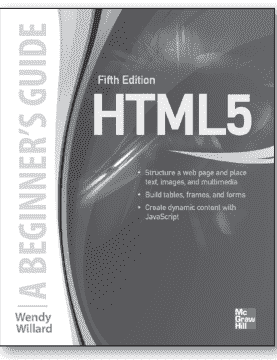 A BEGINNER'S GUIDE
Fifth Edition
HTML5
• Structure a web page and place
text, images, and multimedia
• Build tables, frames, and forms
• Create dynamic content with
JavaScript
Wendy
Willard
Mc
Graw
Hill